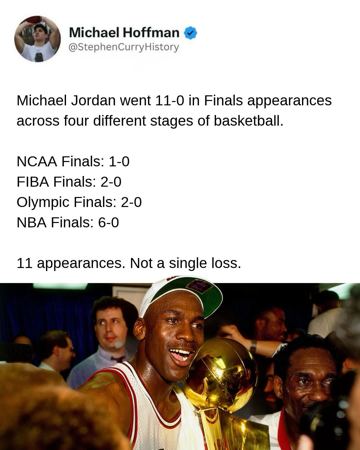 Michael Hoffman
@StephenCurryHistory
Michael Jordan went 11-0 in Finals appearances
across four different stages of basketball.
NCAA Finals: 1-0
FIBA Finals: 2-0
Olympic Finals: 2-0
NBA Finals: 6-0
11 appearances. Not a single loss.